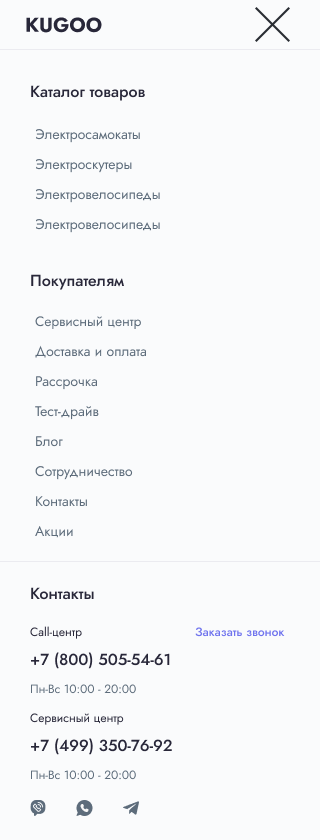 KUGOO
Каталог товаров
Электросамокаты
Электроскутеры
Электровелосипеды
Электровелосипеды
Покупателям
Сервисный центр
Доставка и оплата
Рассрочка
Тест-драйв
Блог
Сотрудничество
Контакты
Акции
Контакты
Call-центр Заказать звонок
+7 (800) 505-54-61
Пн-Вс 10:00 - 20:00
Сервисный центр
+7 (499) 350-76-92
Пн-Вс 10:00 - 20:00